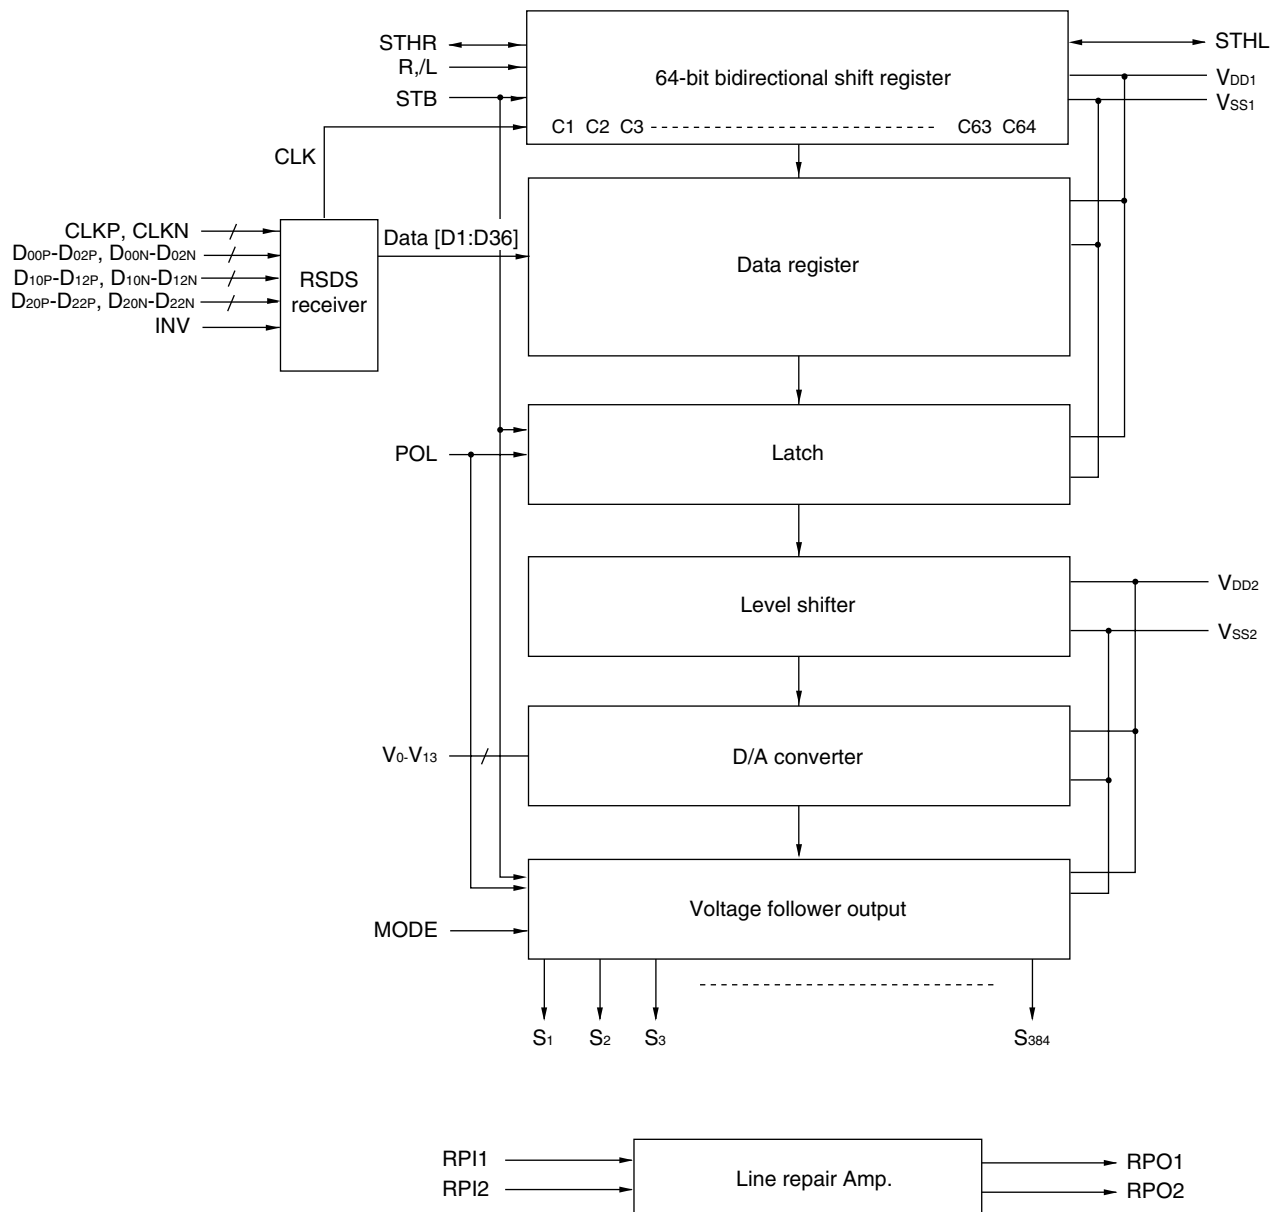 STHR
64-bit bidirectional shift register
STHL
R,/L
VDD1
STB
VSS1
C1 C2 C3 C63 C64
CLK
CLKP, CLKN
D00P-D02P, D00N-D02N
D10P-D12P, D10N-D12N
D20P-D22P, D20N-D22N
INV
RSDS
receiver
Data [D1:D36]
Data register
POL
Latch
Level shifter
VDD2
VSS2
V0-V13
D/A converter
Voltage follower output
MODE
S1 S2 S3 S384
RPI1
RPI2
Line repair Amp.
RPO1
RPO2